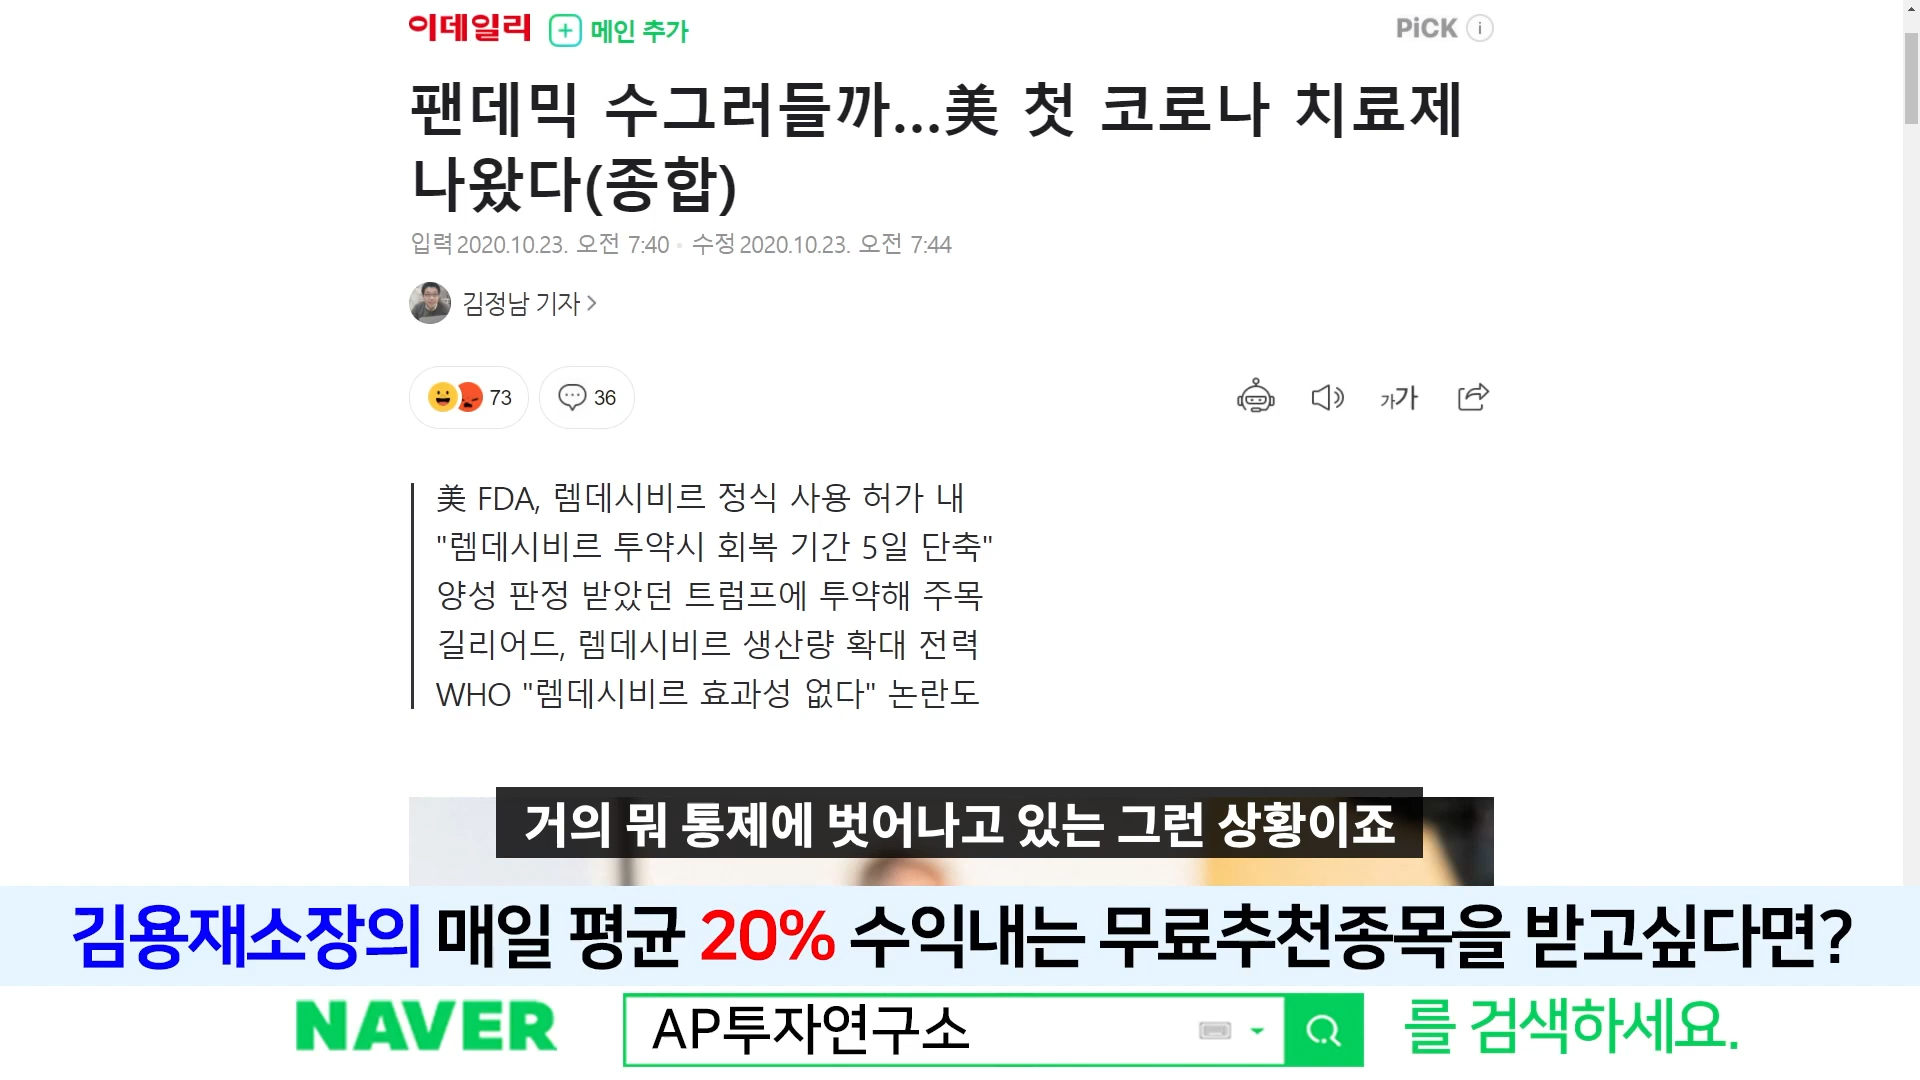 이데일리 메인 추가 PiCK
팬데믹 수그러들까...美 첫 코로나 치료제
나왔다(종합)
입력 2020.10.23. 오전 7:40 수정 2020.10.23. 오전 7:44
김정남 기자
73 36 가가
美 FDA, 렘데시비르 정식 사용 허가 내
"렘데시비르 투약시 회복 기간 5일 단축"
양성 판정 받았던 트럼프에 투약해 주목
길리어드, 렘데시비르 생산량 확대 전력
WHO "렘데시비르 효과성 없다" 논란도
거의 뭐 통제에 벗어나고 있는 그런 상황이죠
김용재소장의 매일 평균 20% 수익내는 무료추천종목을 받고싶다면?
NAVER AP투자연구소 를 검색하세요.